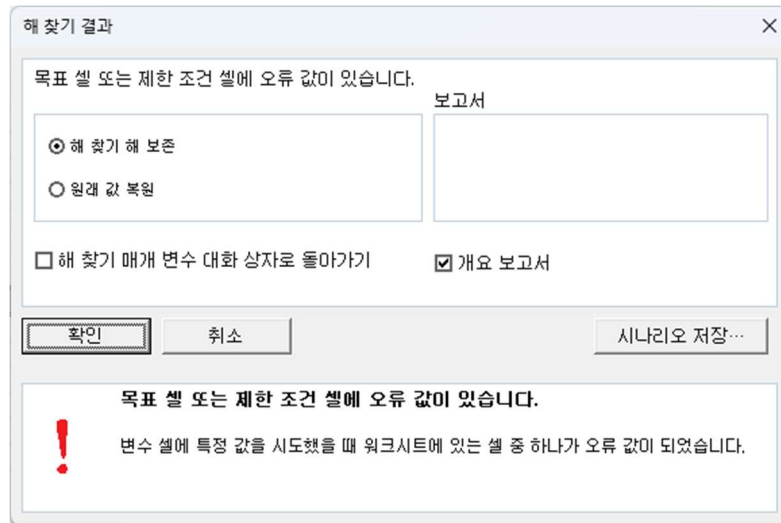 해 찾기 결과
목표 셀 또는 제한 조건 셀에 오류 값이 있습니다.
보고서
해 찾기 해 보존
원래 값 복원
해 찾기 매개 변수 대화 상자로 돌아가기
개요 보고서
확인
취소
시나리오 저장...
목표 셀 또는 제한 조건 셀에 오류 값이 있습니다.
변수 셀에 특정 값을 시도했을 때 워크시트에 있는 셀 중 하나가 오류 값이 되었습니다.